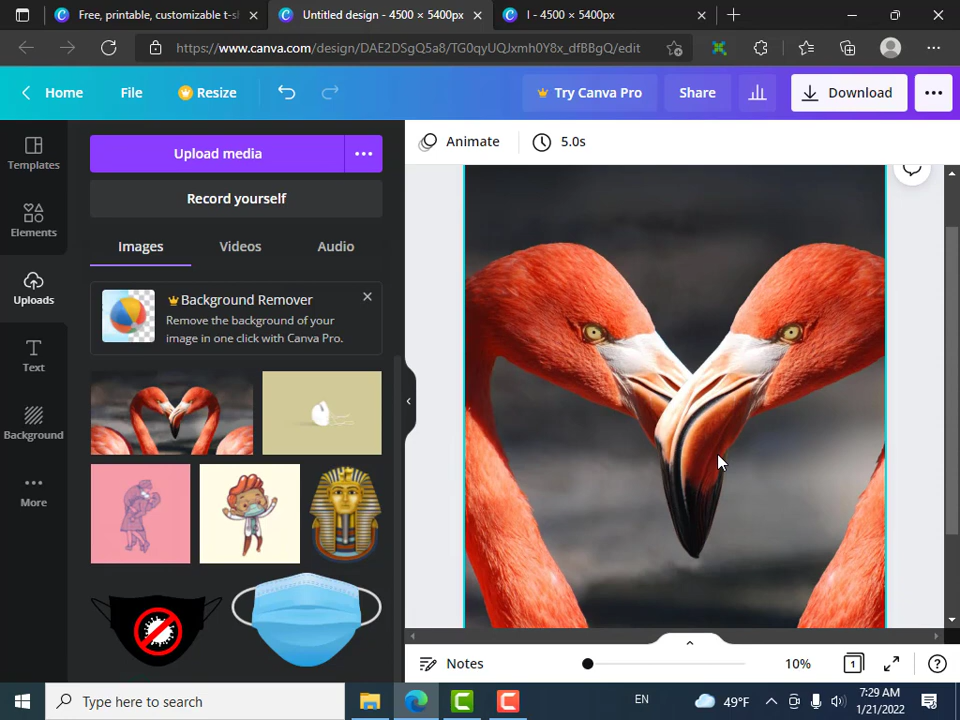 Free, printable, customizable t-sh
Untitled design - 4500 × 5400px
I - 4500 × 5400px
https://www.canva.com/design/DAE2DSgQ5a8/TG0qyUQJxmh0Y8x_dfBBgQ/edit
Home
File
Resize
Try Canva Pro
Share
Download
Templates
Elements
Uploads
Text
Background
More
Upload media
Record yourself
Images
Videos
Audio
Background Remover
Remove the background of your
image in one click with Canva Pro.
Animate
5.0s
Notes
10%
1
?
Type here to search
EN
49°F
7:29 AM
1/21/2022